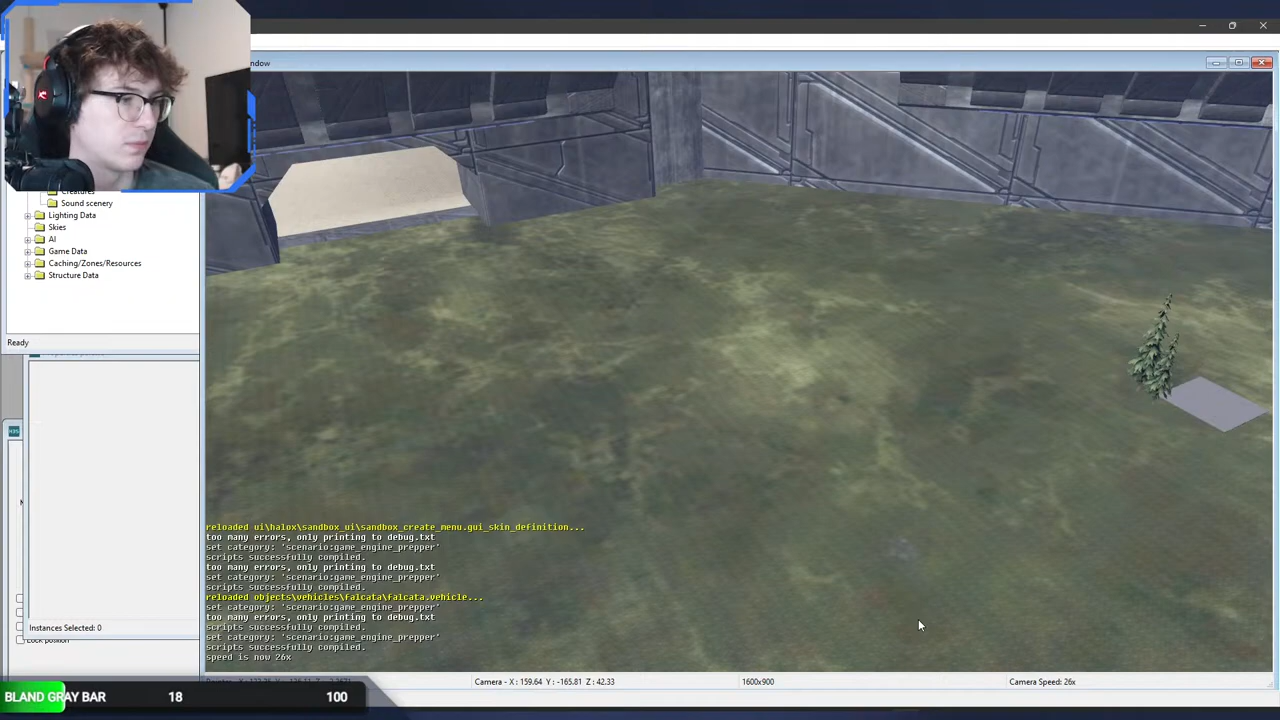 ndow
Creatures
Sound scenery
Lighting Data
Skies
AI
Game Data
Caching/Zones/Resources
Structure Data
Ready
Instances Selected: 0
Lock position
reloaded ui\halox\sandbox_ui\sandbox_create_menu.gui_skin_definition...
too many errors, only printing to debug.txt
set category: 'scenario:game_engine_prepper'
scripts successfully compiled.
too many errors, only printing to debug.txt
set category: 'scenario:game_engine_prepper'
scripts successfully compiled.
reloaded objects\vehicles\falcata\falcata.vehicle...
set category: 'scenario:game_engine_prepper'
too many errors, only printing to debug.txt
scripts successfully compiled.
set category: 'scenario:game_engine_prepper'
scripts successfully compiled.
speed is now 26x
Camera - X : 159.64 Y : -165.81 Z : 42.33
1600x900
Camera Speed: 26x
BLAND GRAY BAR 18 100